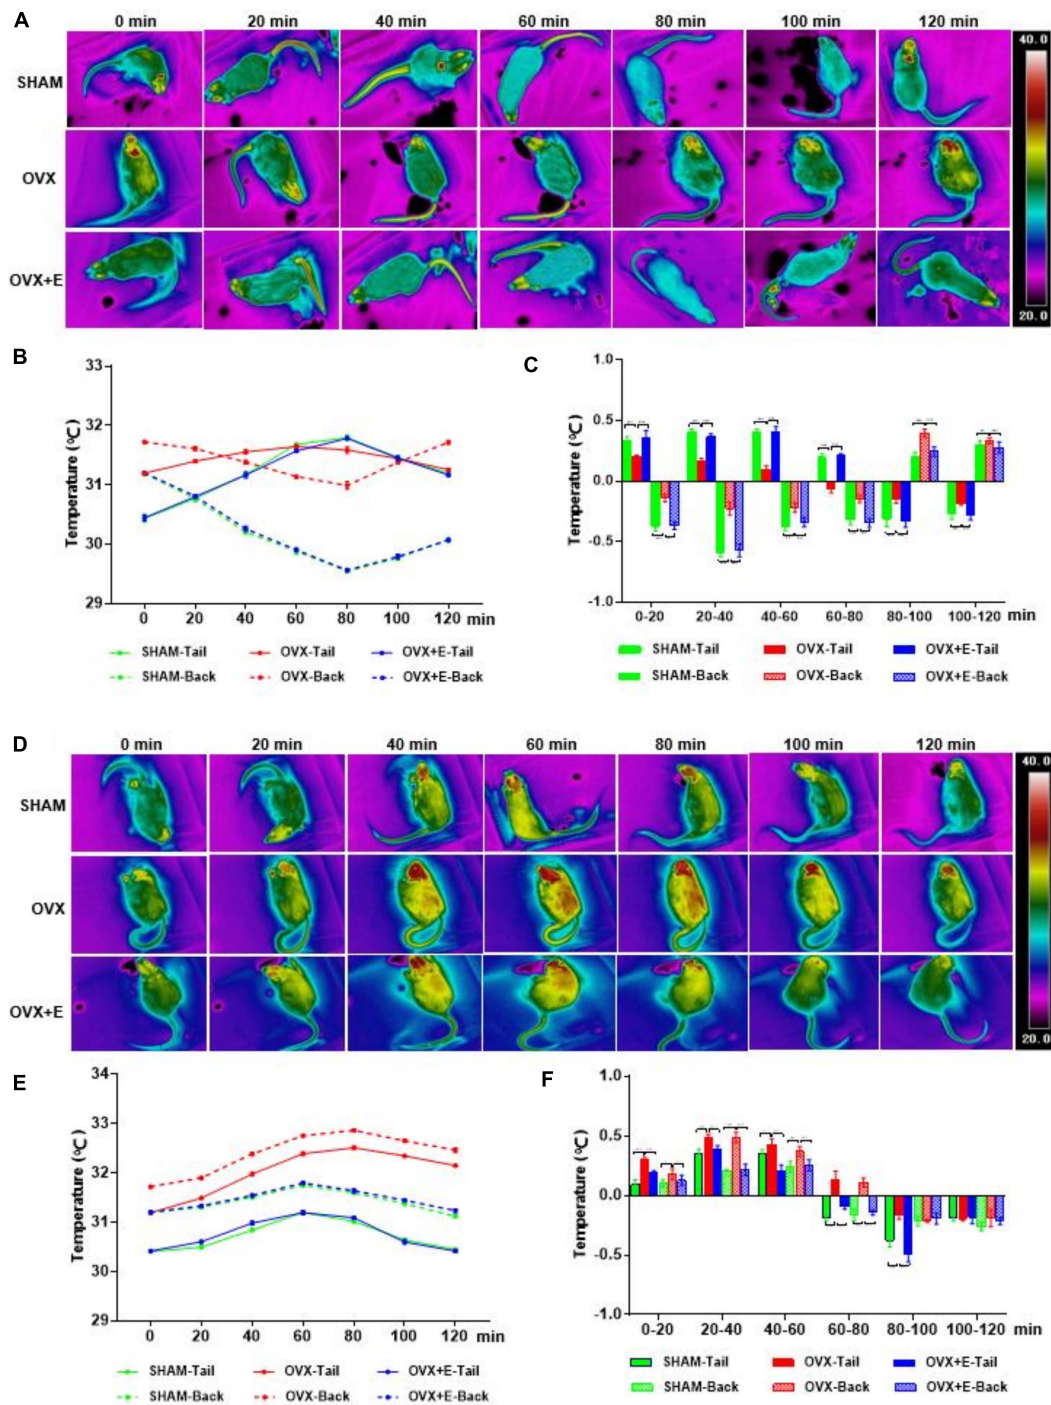 A
0 min 20 min 40 min 60 min 80 min 100 min 120 min
SHAM
OVX
OVX+E
40.0
20.0
B
Temperature (℃)
33
32
31
30
29
0 20 40 60 80 100 120 min
SHAM-Tail OVX-Tail OVX+E-Tail
SHAM-Back OVX-Back OVX+E-Back
C
Temperature (℃)
1.0
0.5
0.0
-0.5
-1.0
0-20 20-40 40-60 60-80 80-100 100-120 min
SHAM-Tail OVX-Tail OVX+E-Tail
SHAM-Back OVX-Back OVX+E-Back
D
0 min 20 min 40 min 60 min 80 min 100 min 120 min
SHAM
OVX
OVX+E
40.0
20.0
E
Temperature (℃)
34
33
32
31
30
29
0 20 40 60 80 100 120 min
SHAM-Tail OVX-Tail OVX+E-Tail
SHAM-Back OVX-Back OVX+E-Back
F
Temperature (℃)
1.0
0.5
0.0
-0.5
-1.0
0-20 20-40 40-60 60-80 80-100 100-120 min
SHAM-Tail OVX-Tail OVX+E-Tail
SHAM-Back OVX-Back OVX+E-Back